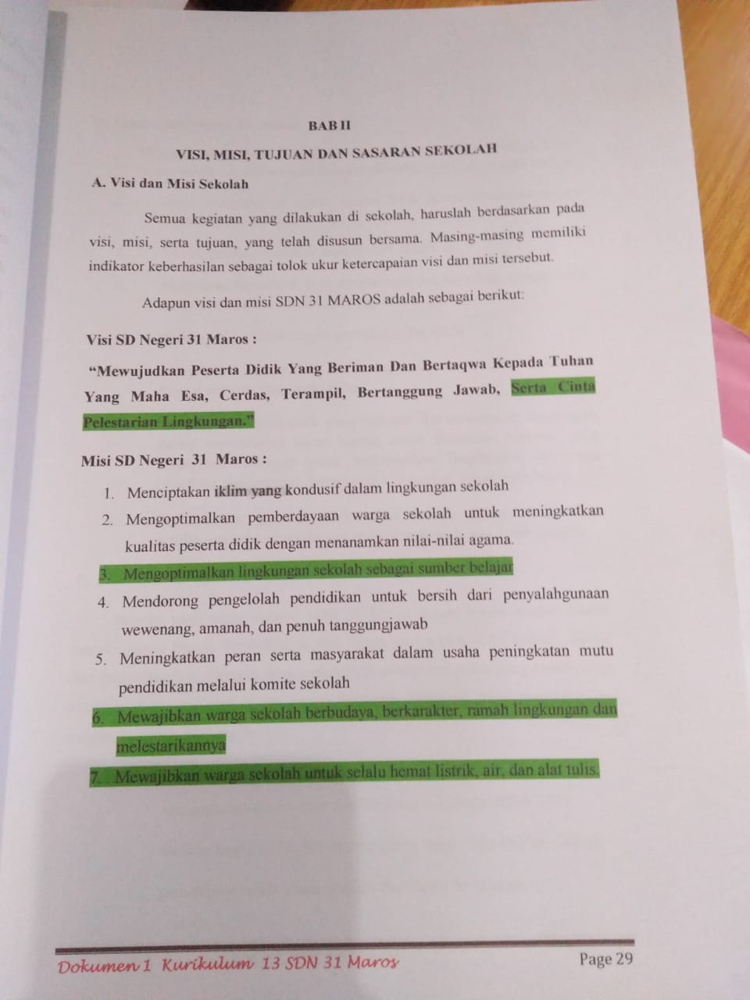 BAB II
VISI, MISI, TUJUAN DAN SASARAN SEKOLAH
A. Visi dan Misi Sekolah
Semua kegiatan yang dilakukan di sekolah, haruslah berdasarkan pada
visi, misi, serta tujuan, yang telah disusun bersama. Masing-masing memiliki
indikator keberhasilan sebagai tolok ukur ketercapaian visi dan misi tersebut.
Adapun visi dan misi SDN 31 MAROS adalah sebagai berikut:
Visi SD Negeri 31 Maros :
“Mewujudkan Peserta Didik Yang Beriman Dan Bertaqwa Kepada Tuhan
Yang Maha Esa, Cerdas, Terampil, Bertanggung Jawab, Serta Cinta
Pelestarian Lingkungan.”
Misi SD Negeri 31 Maros :
1. Menciptakan iklim yang kondusif dalam lingkungan sekolah
2. Mengoptimalkan pemberdayaan warga sekolah untuk meningkatkan
kualitas peserta didik dengan menanamkan nilai-nilai agama.
3. Mengoptimalkan lingkungan sekolah sebagai sumber belajar
4. Mendorong pengelolah pendidikan untuk bersih dari penyalahgunaan
wewenang, amanah, dan penuh tanggungjawab
5. Meningkatkan peran serta masyarakat dalam usaha peningkatan mutu
pendidikan melalui komite sekolah
6. Mewajibkan warga sekolah berbudaya, berkarakter, ramah lingkungan dan
melestarikannya
7. Mewajibkan warga sekolah untuk selalu hemat listrik, air, dan alat tulis.
Dokumen 1 Kurikulum 13 SDN 31 Maros
Page 29